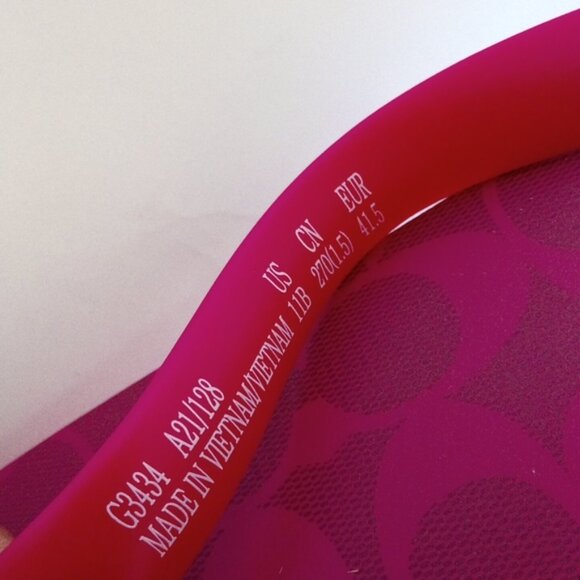 US CN EUR
G3434 A21/128
MADE IN VIETNAM/VIETNAM 11B 270(1.5) 41.5